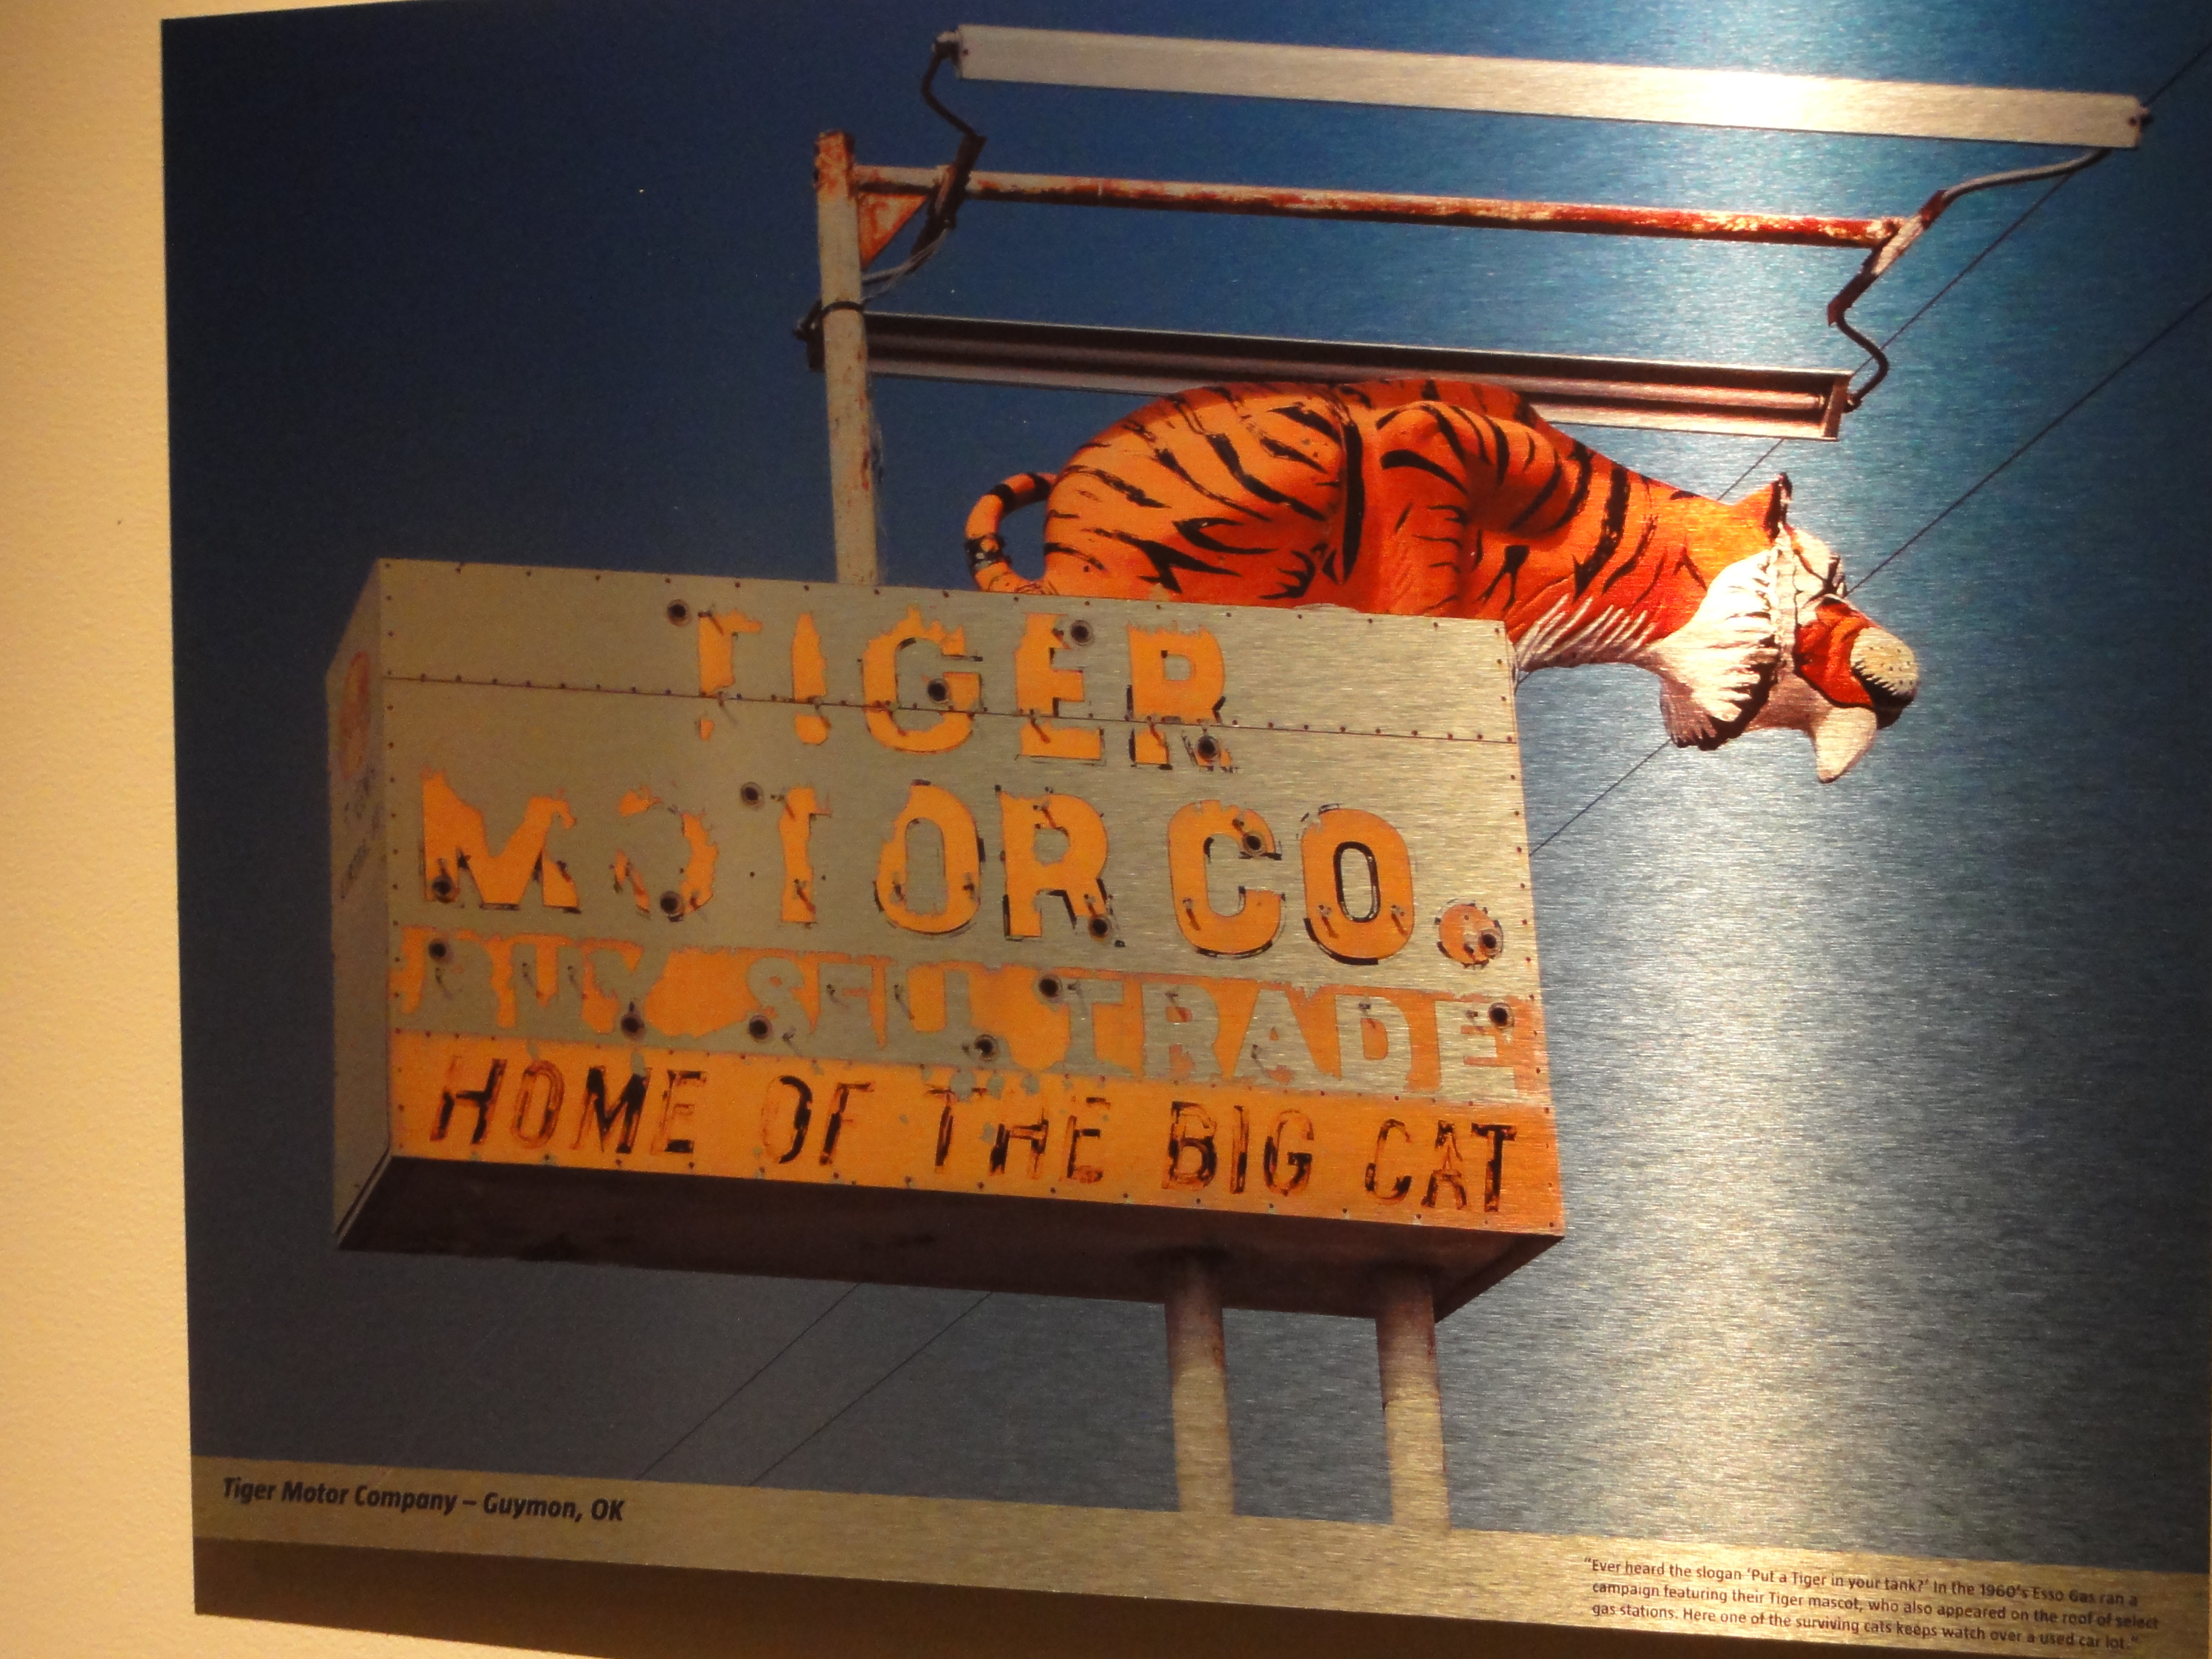 TIGER
MOTOR CO.
BUY SELL TRADE
HOME OF THE BIG CAT
Tiger Motor Company – Guymon, OK
"Ever heard the slogan 'Put a Tiger in your tank?' In the 1960's Esso Gas ran a
campaign featuring their Tiger mascot, who also appeared on the roof of select
gas stations. Here one of the surviving cats keeps watch over a used car lot."